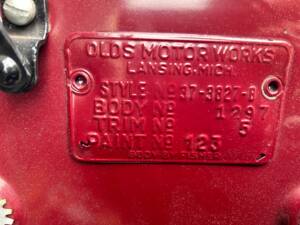 OLDS MOTOR WORKS
LANSING-MICH.
STYLE NO 37-3827-B
BODY NO 1297
TRIM NO 5
PAINT NO 123
BODY BY FISHER